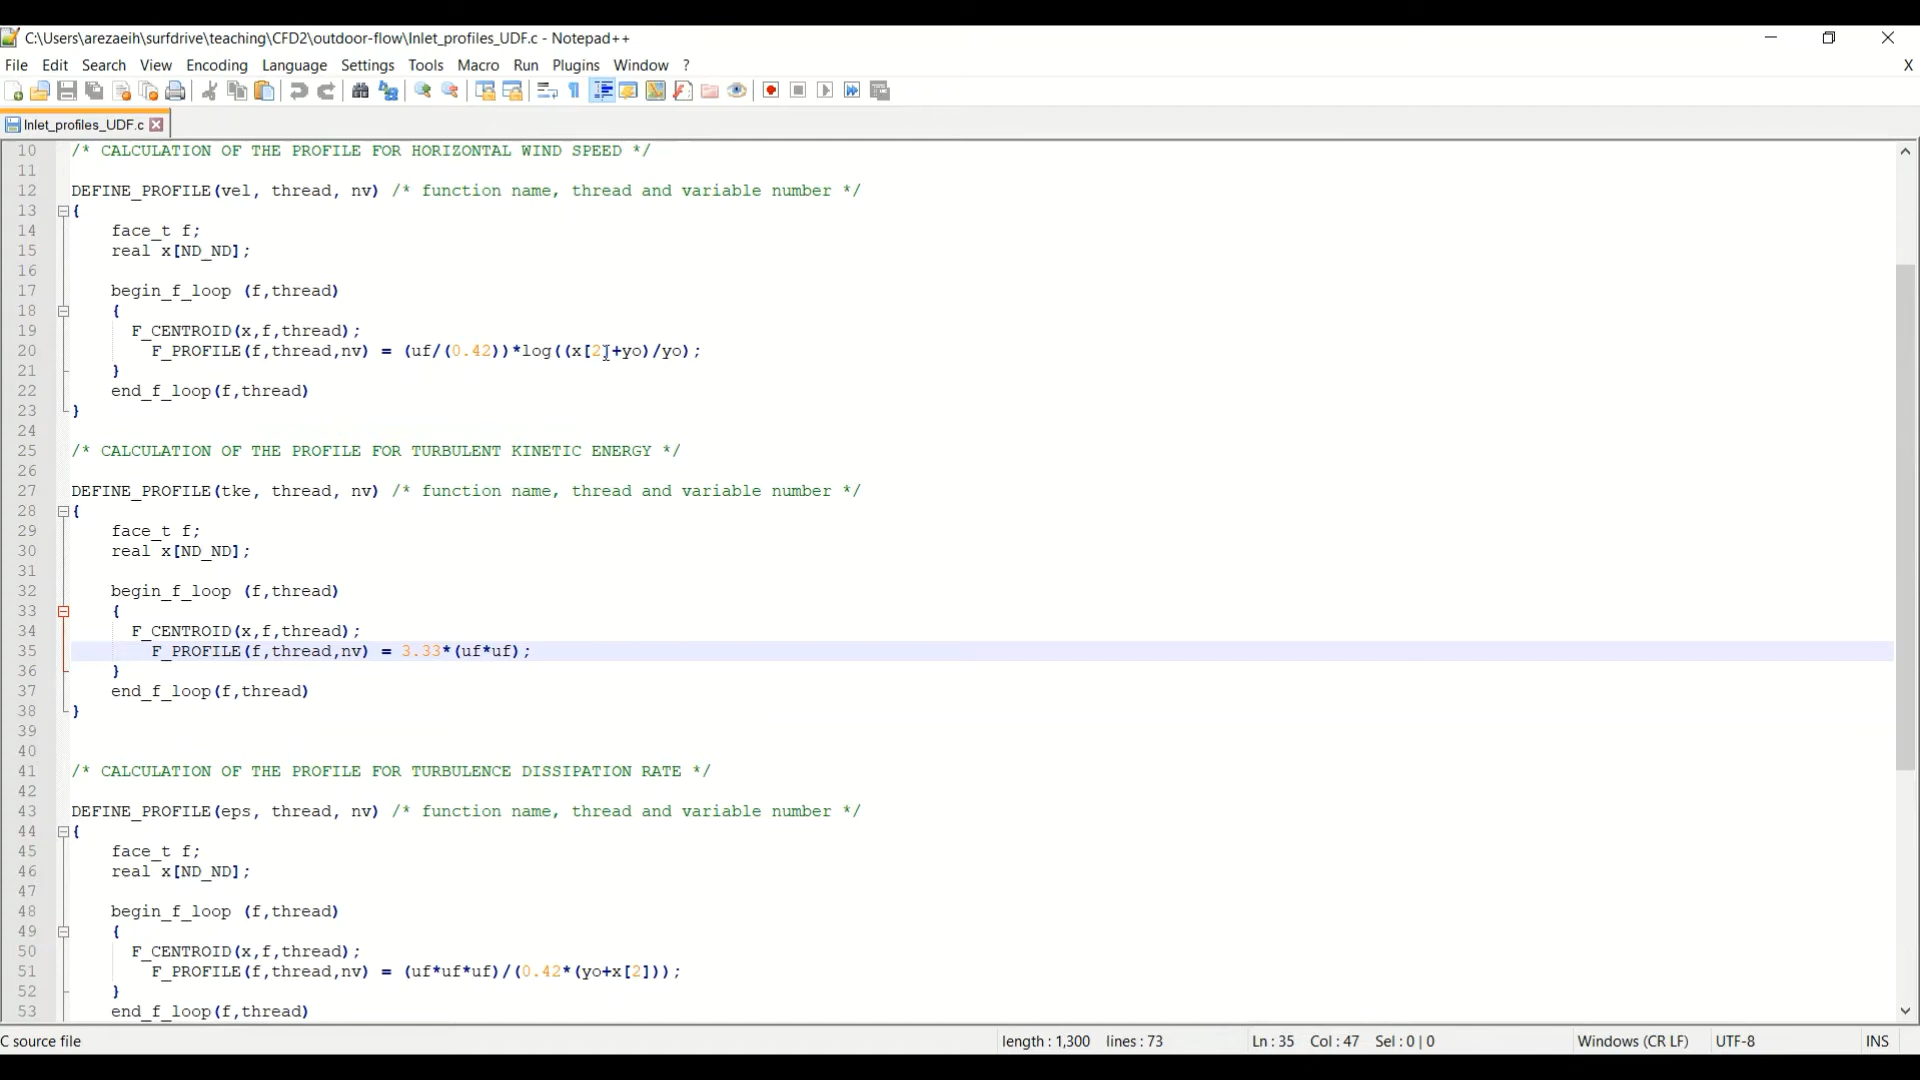 C:\Users\arezaeih\surfdrive\teaching\CFD2\outdoor-flow\Inlet_profiles_UDF.c - Notepad++
File Edit Search View Encoding Language Settings Tools Macro Run Plugins Window ? X
Inlet_profiles_UDF.c
10 /* CALCULATION OF THE PROFILE FOR HORIZONTAL WIND SPEED */
11
12 DEFINE_PROFILE(vel, thread, nv) /* function name, thread and variable number */
13 {
14 face_t f;
15 real x[ND_ND];
16
17 begin_f_loop (f,thread)
18 {
19 F_CENTROID(x,f,thread);
20 F_PROFILE(f,thread,nv) = (uf/(0.42))*log((x[2]+yo)/yo);
21 }
22 end_f_loop(f,thread)
23 }
24
25 /* CALCULATION OF THE PROFILE FOR TURBULENT KINETIC ENERGY */
26
27 DEFINE_PROFILE(tke, thread, nv) /* function name, thread and variable number */
28 {
29 face_t f;
30 real x[ND_ND];
31
32 begin_f_loop (f,thread)
33 {
34 F_CENTROID(x,f,thread);
35 F_PROFILE(f,thread,nv) = 3.33*(uf*uf);
36 }
37 end_f_loop(f,thread)
38 }
39
40
41 /* CALCULATION OF THE PROFILE FOR TURBULENCE DISSIPATION RATE */
42
43 DEFINE_PROFILE(eps, thread, nv) /* function name, thread and variable number */
44 {
45 face_t f;
46 real x[ND_ND];
47
48 begin_f_loop (f,thread)
49 {
50 F_CENTROID(x,f,thread);
51 F_PROFILE(f,thread,nv) = (uf*uf*uf)/(0.42*(yo+x[2]));
52 }
53 end_f_loop(f,thread)
C source file length : 1,300 lines : 73 Ln : 35 Col : 47 Sel : 0 | 0 Windows (CR LF) UTF-8 INS